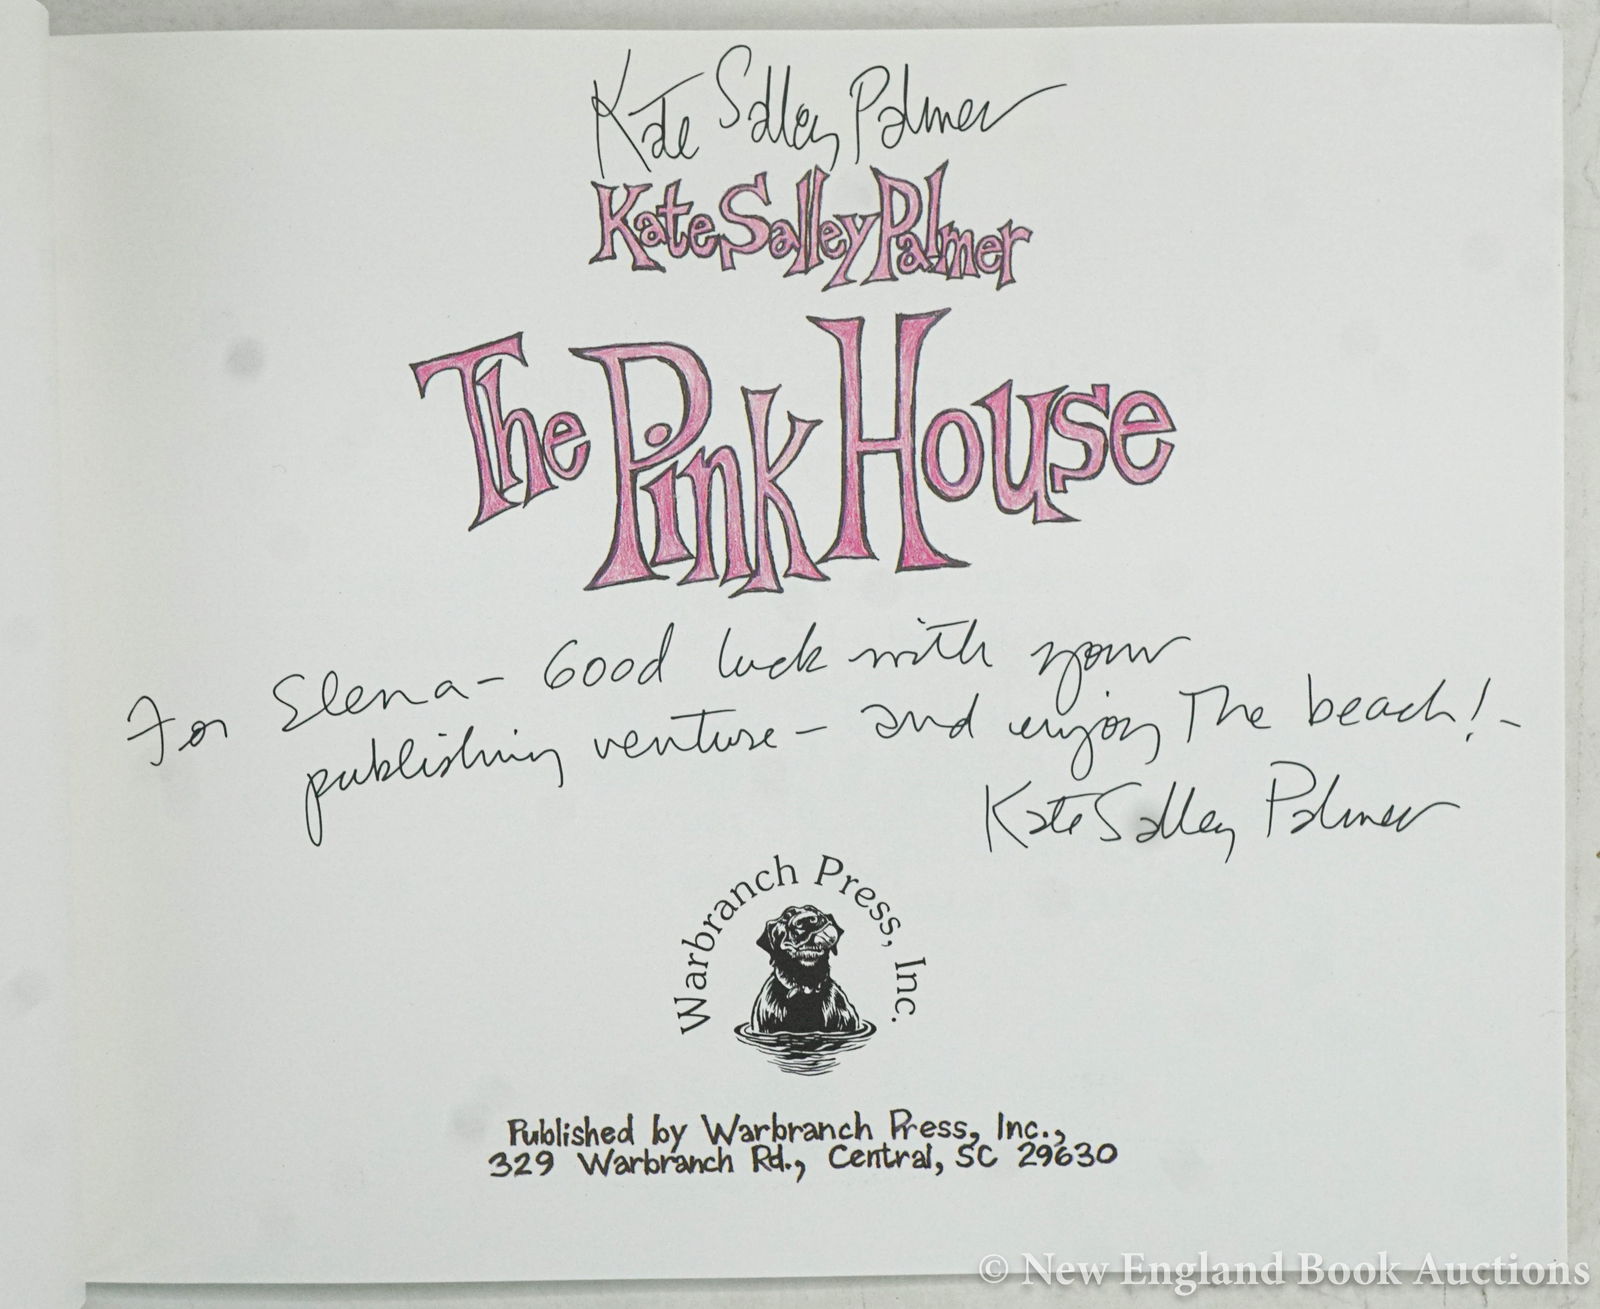 Kate Salley Palmer
Kate Salley Palmer
The Pink House
For Elena – Good luck with your
publishing venture – and enjoy The beach! –
Kate Salley Palmer
Warbranch Press, Inc.
Published by Warbranch Press, Inc.,
329 Warbranch Rd., Central, SC 29630
© New England Book Auctions